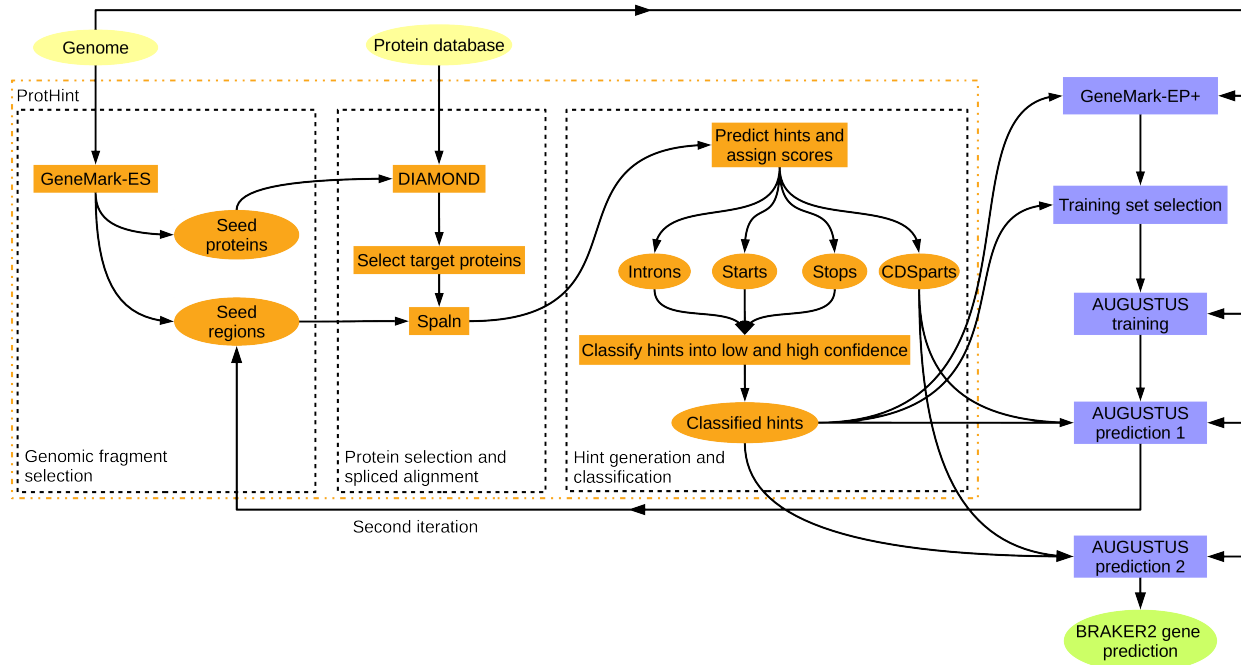 Genome
Protein database
ProtHint
GeneMark-ES
Seed
proteins
Seed
regions
Genomic fragment
selection
DIAMOND
Select target proteins
Spaln
Protein selection and
spliced alignment
Predict hints and
assign scores
Introns
Starts
Stops
CDSparts
Classify hints into low and high confidence
Classified hints
Hint generation and
classification
Second iteration
GeneMark-EP+
Training set selection
AUGUSTUS
training
AUGUSTUS
prediction 1
AUGUSTUS
prediction 2
BRAKER2 gene
prediction